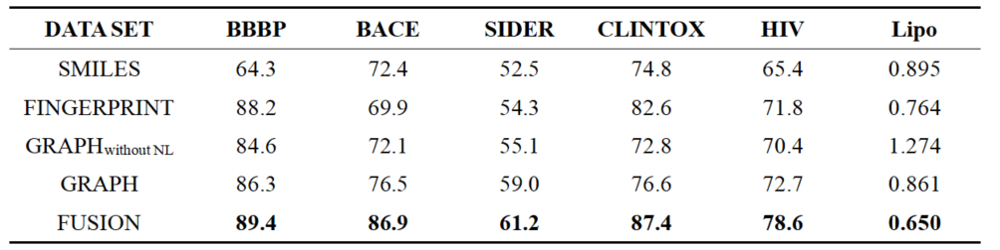 DATA SET BBBP BACE SIDER CLINTOX HIV Lipo
SMILES 64.3 72.4 52.5 74.8 65.4 0.895
FINGERPRINT 88.2 69.9 54.3 82.6 71.8 0.764
GRAPHwithout NL 84.6 72.1 55.1 72.8 70.4 1.274
GRAPH 86.3 76.5 59.0 76.6 72.7 0.861
FUSION 89.4 86.9 61.2 87.4 78.6 0.650